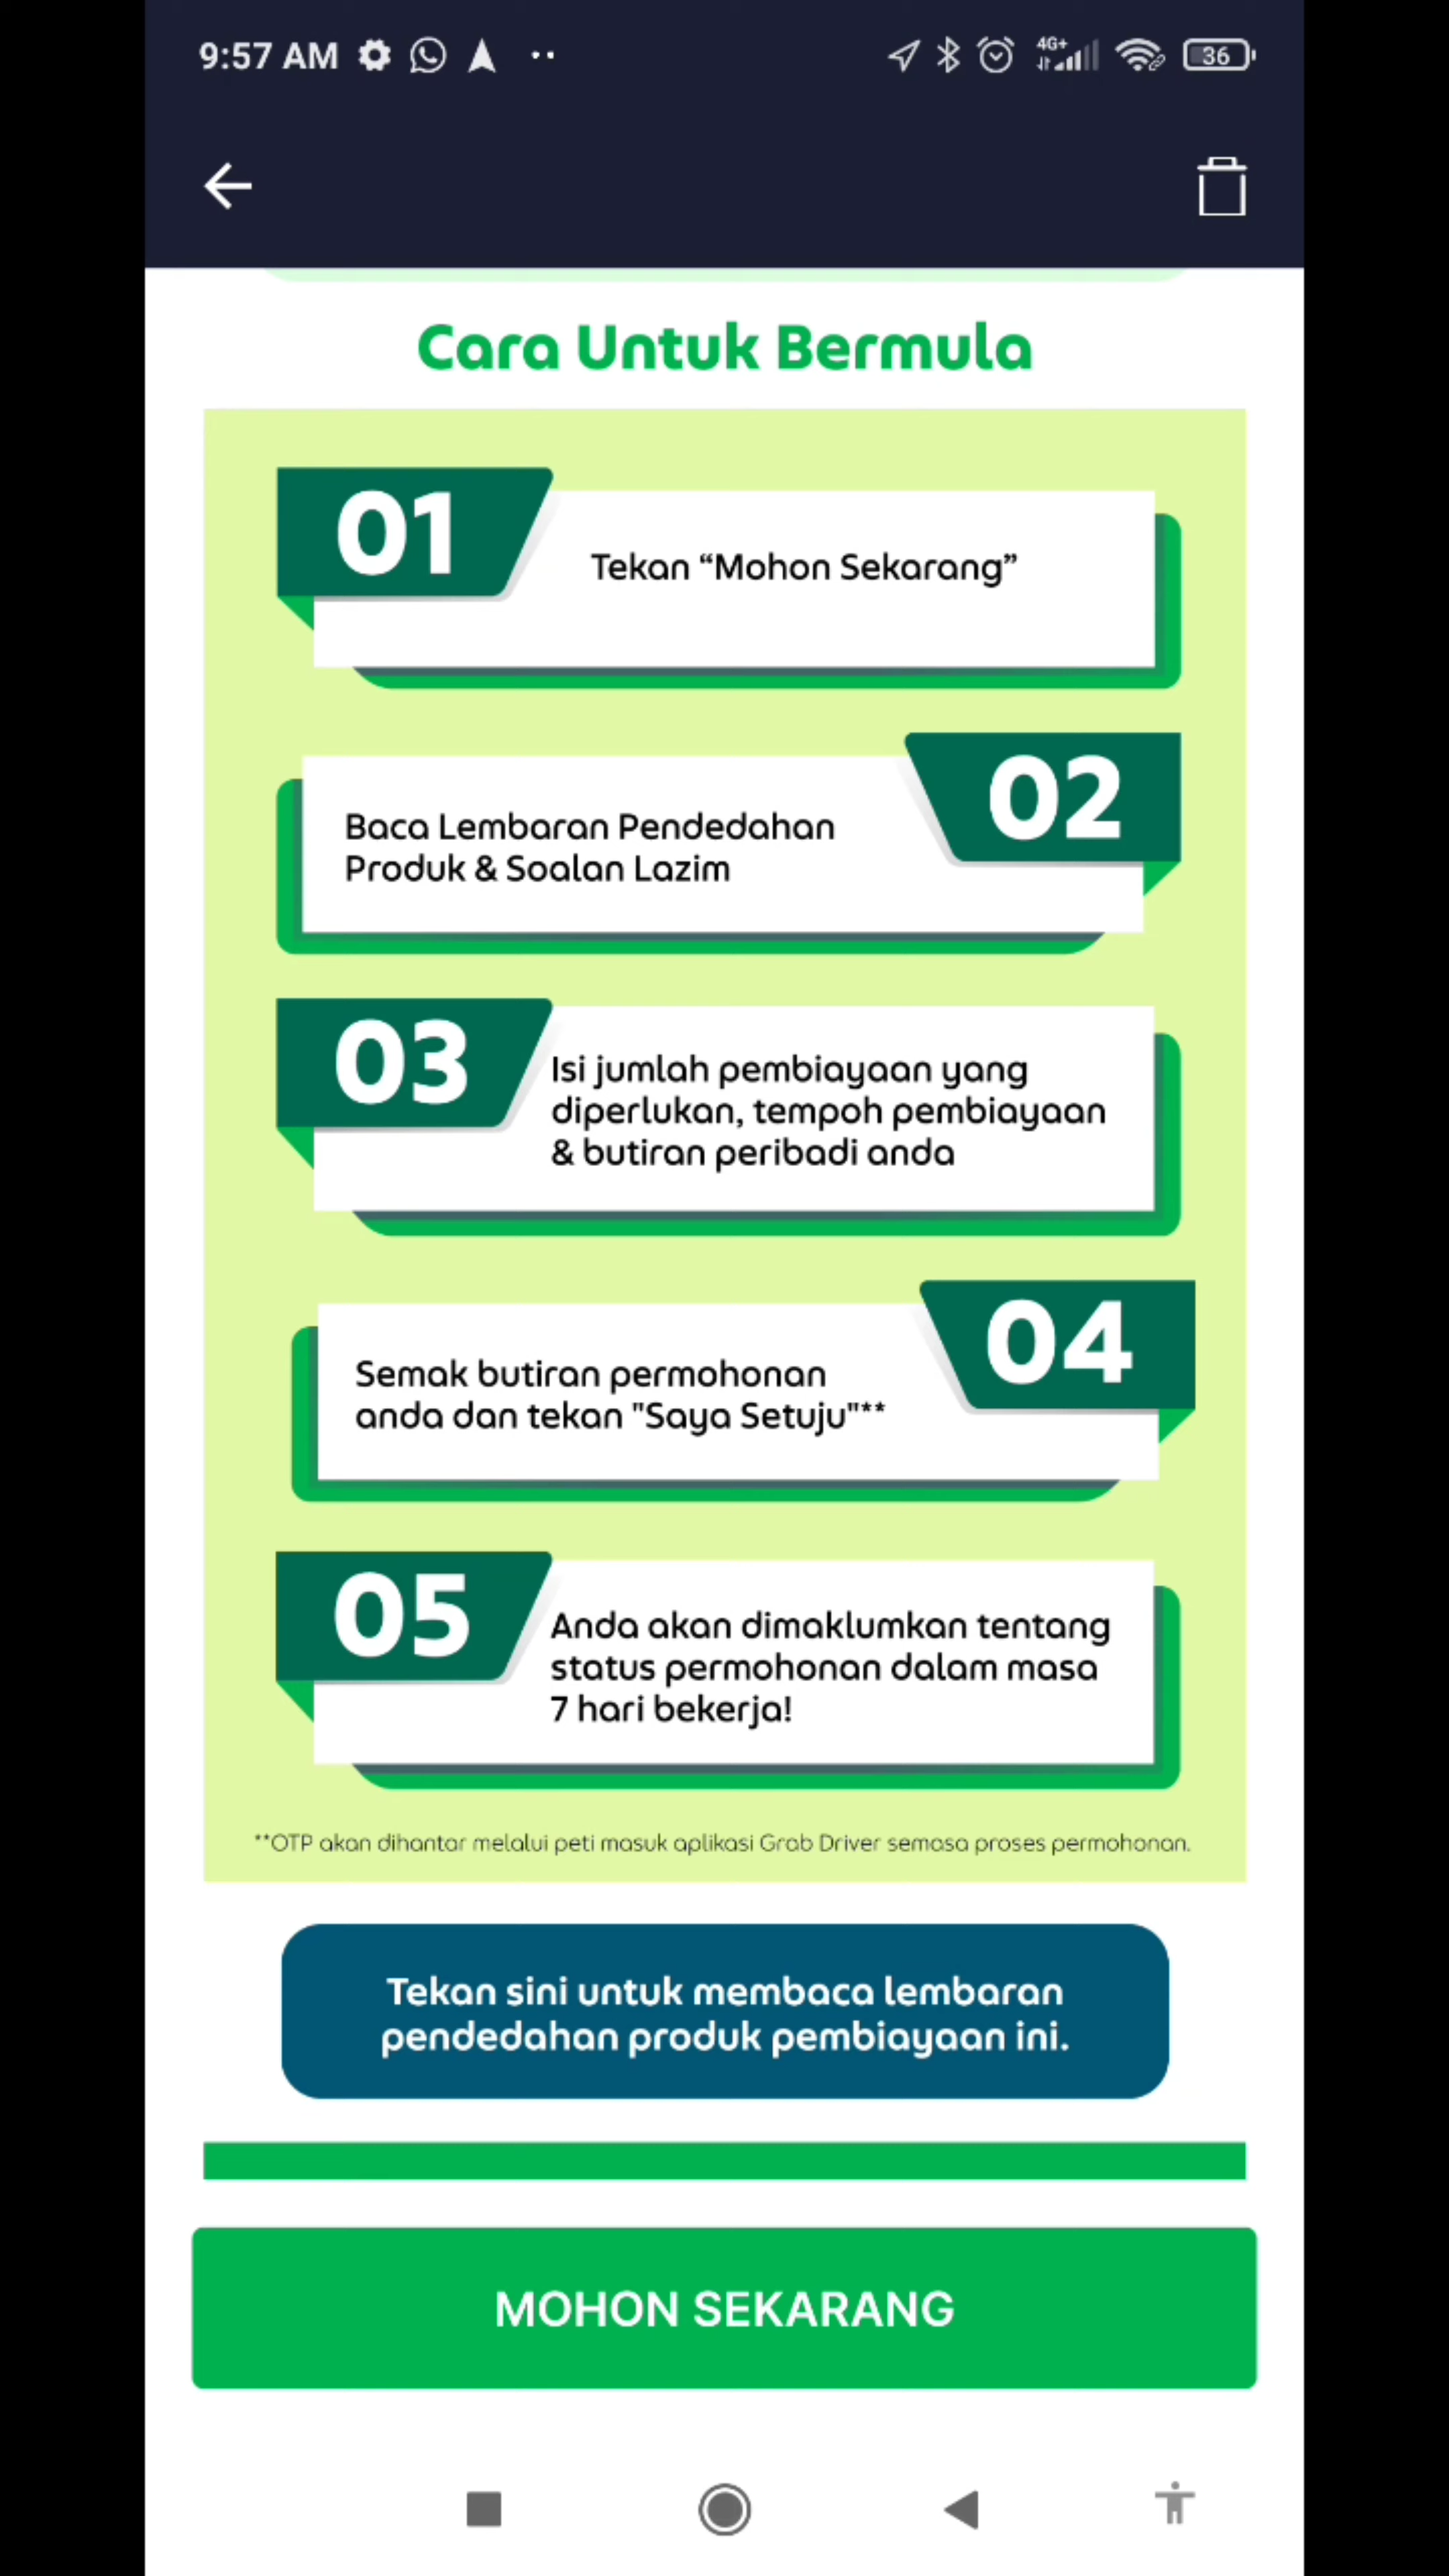 9:57 AM
4G+
36
Cara Untuk Bermula
01
Tekan “Mohon Sekarang”
02
Baca Lembaran Pendedahan
Produk & Soalan Lazim
03
Isi jumlah pembiayaan yang
diperlukan, tempoh pembiayaan
& butiran peribadi anda
04
Semak butiran permohonan
anda dan tekan "Saya Setuju"**
05
Anda akan dimaklumkan tentang
status permohonan dalam masa
7 hari bekerja!
**OTP akan dihantar melalui peti masuk aplikasi Grab Driver semasa proses permohonan.
Tekan sini untuk membaca lembaran
pendedahan produk pembiayaan ini.
MOHON SEKARANG